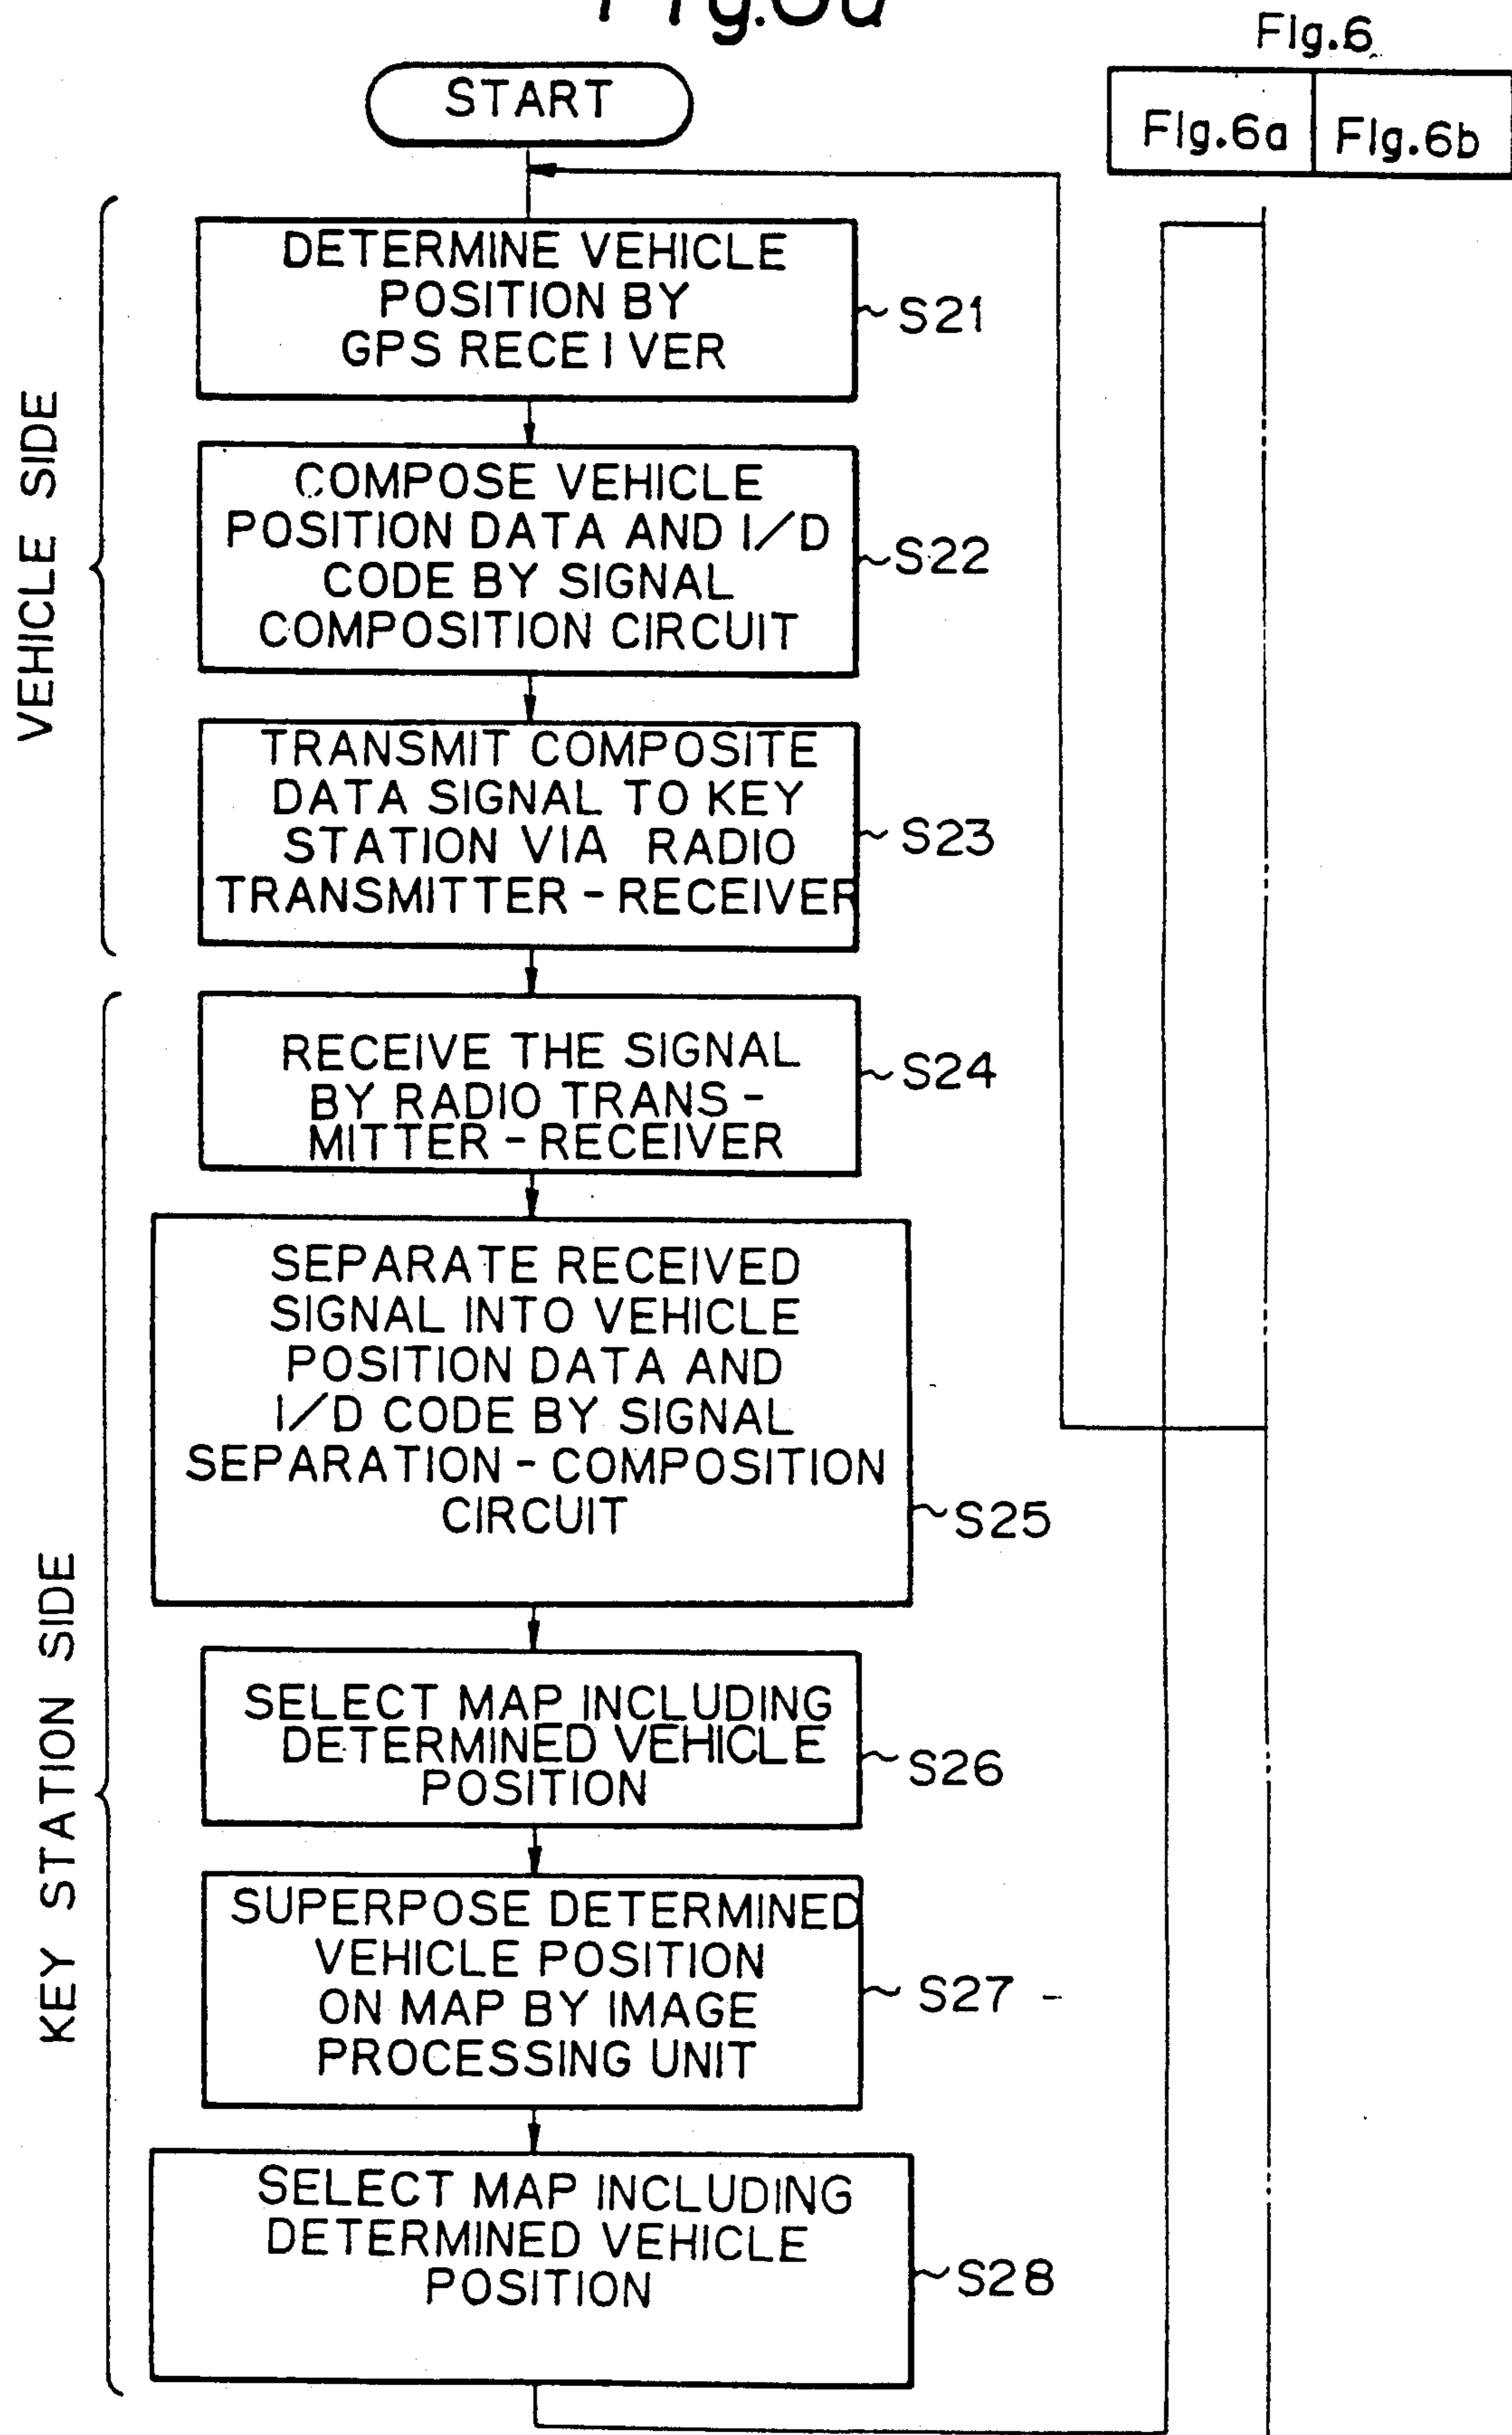 Fig.6a
Fig.6
Fig.6a
Fig.6b
START
VEHICLE SIDE
DETERMINE VEHICLE
POSITION BY
GPS RECEIVER
S21
COMPOSE VEHICLE
POSITION DATA AND I/D
CODE BY SIGNAL
COMPOSITION CIRCUIT
S22
TRANSMIT COMPOSITE
DATA SIGNAL TO KEY
STATION VIA RADIO
TRANSMITTER-RECEIVER
S23
KEY STATION SIDE
RECEIVE THE SIGNAL
BY RADIO TRANS-
MITTER-RECEIVER
S24
SEPARATE RECEIVED
SIGNAL INTO VEHICLE
POSITION DATA AND
I/D CODE BY SIGNAL
SEPARATION-COMPOSITION
CIRCUIT
S25
SELECT MAP INCLUDING
DETERMINED VEHICLE
POSITION
S26
SUPERPOSE DETERMINED
VEHICLE POSITION
ON MAP BY IMAGE
PROCESSING UNIT
S27
SELECT MAP INCLUDING
DETERMINED VEHICLE
POSITION
S28